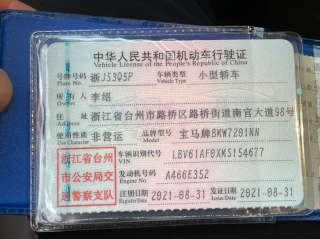 中华人民共和国机动车行驶证
Vehicle License of the People's Republic of China
号牌号码 浙J53Q5P 车辆类型 小型轿车
Plate No. Vehicle Type
所有人 李绍
Owner
住址 浙江省台州市路桥区路桥街道南官大道98号
Address
使用性质 非营运 品牌型号 宝马牌BMW7201NN
Use Character Model
浙江省台州市公安局交通警察支队 车辆识别代号 LBV61AF0XMS154677
VIN
发动机号码 A466E352
Engine No.
注册日期 2021-08-31 发证日期 2021-08-31
Register Date Issue Date